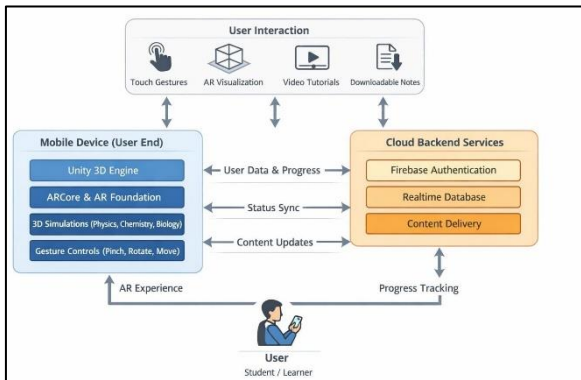 User Interaction
Touch Gestures
AR Visualization
Video Tutorials
Downloadable Notes
Mobile Device (User End)
Unity 3D Engine
ARCore & AR Foundation
3D Simulations (Physics, Chemistry, Biology)
Gesture Controls (Pinch, Rotate, Move)
User Data & Progress
Status Sync
Content Updates
Cloud Backend Services
Firebase Authentication
Realtime Database
Content Delivery
AR Experience
Progress Tracking
User
Student / Learner